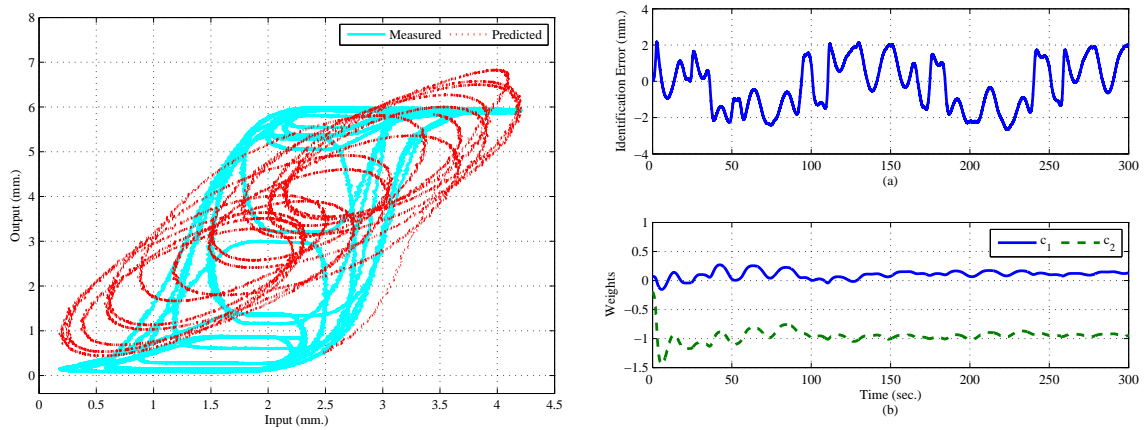 8
7
6
5
4
3
2
1
0
Output (mm.)
Measured
Predicted
0 0.5 1 1.5 2 2.5 3 3.5 4 4.5
Input (mm.)
4
2
0
−2
−4
Identification Error (mm.)
0 50 100 150 200 250 300
(a)
1
0.5
0
−0.5
−1
−1.5
Weights
c1 c2
0 50 100 150 200 250 300
Time (sec.)
(b)